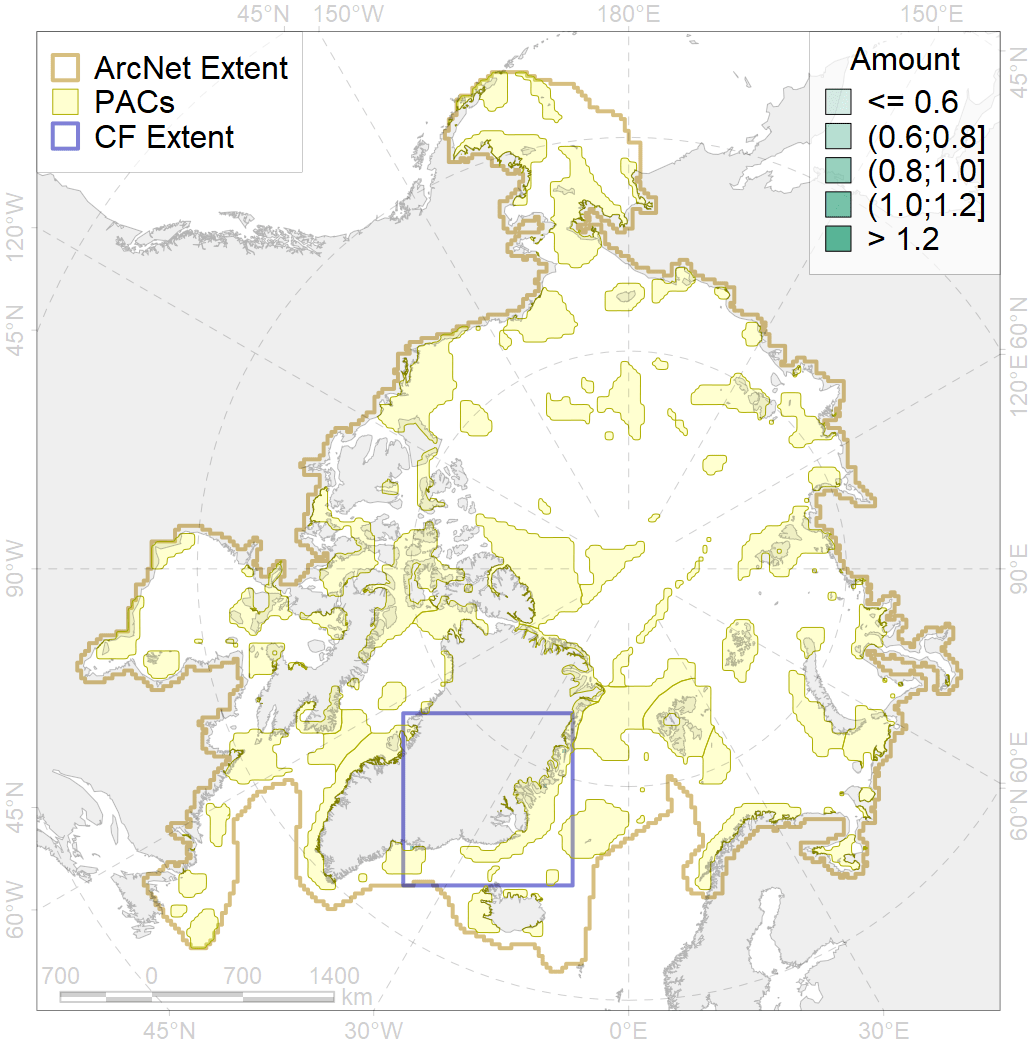 45°N 150°W 180°E 150°E
ArcNet Extent
PACs
CF Extent
Amount
<= 0.6
(0.6;0.8]
(0.8;1.0]
(1.0;1.2]
> 1.2
45°N
120°W
45°N
60°N
120°E
90°W
90°E
45°N
60°N
60°E
60°W
700 0 700 1400
km
45°N 30°W 0°E 30°E